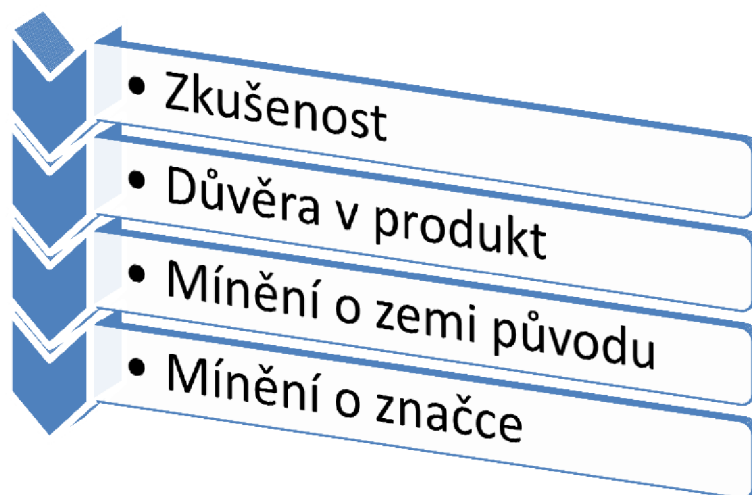 • Zkušenost
• Důvěra v produkt
• Mínění o zemi původu
• Mínění o značce